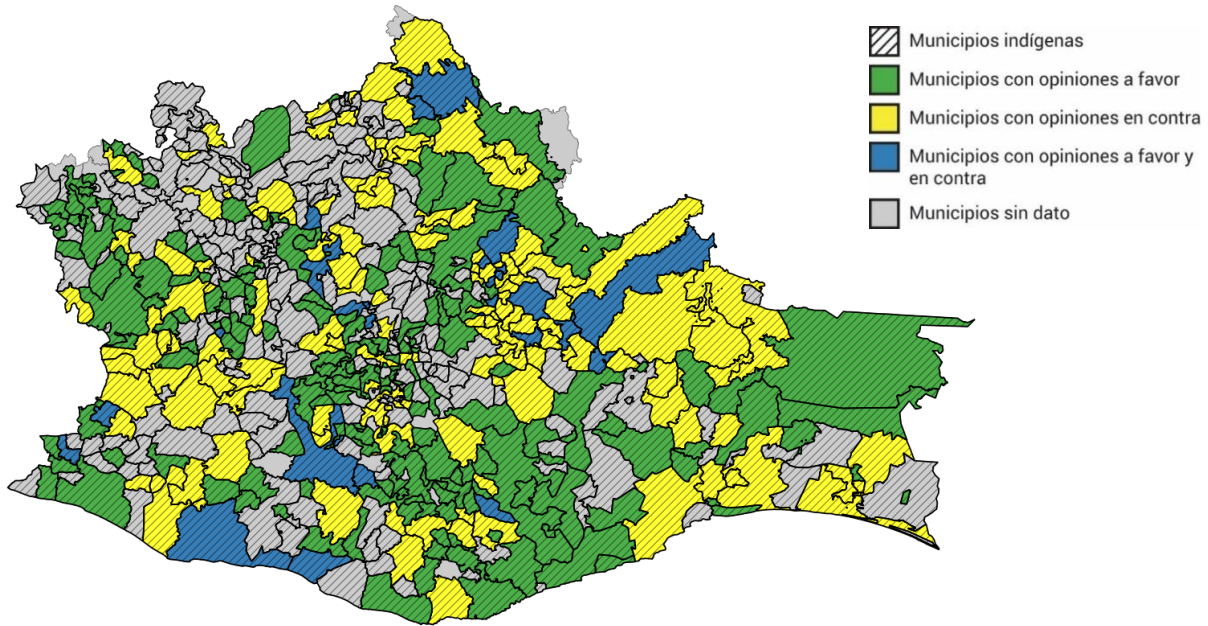 Municipios indígenas
Municipios con opiniones a favor
Municipios con opiniones en contra
Municipios con opiniones a favor y
en contra
Municipios sin dato